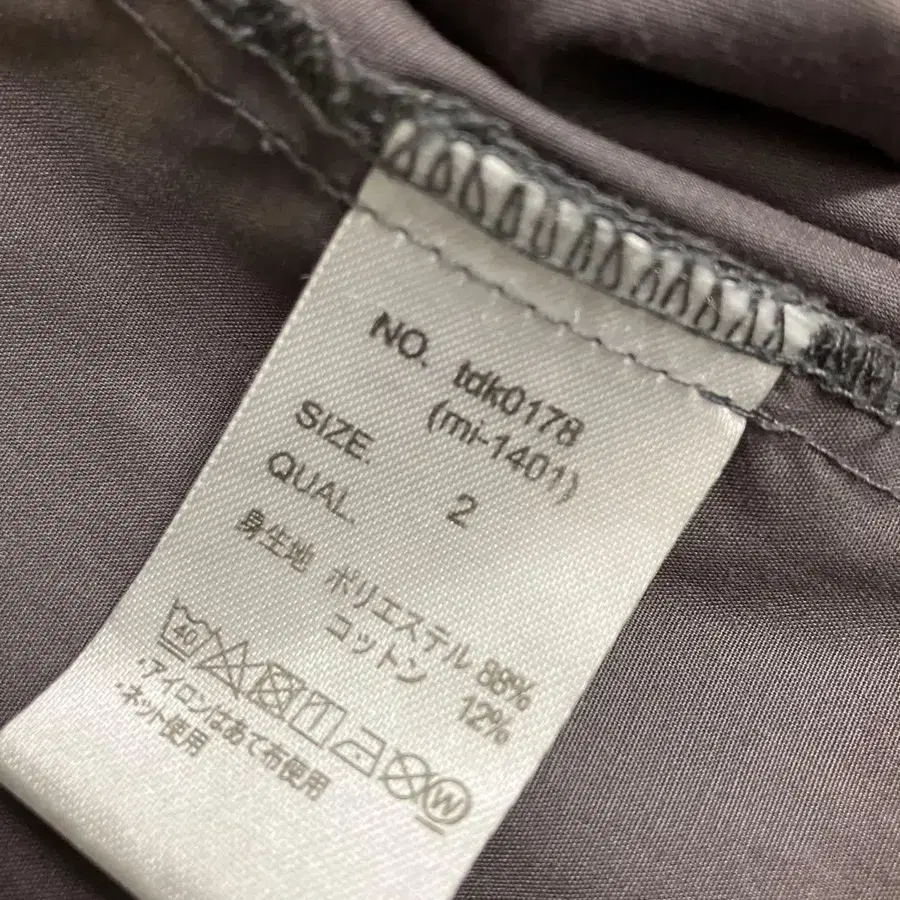 NO. tdk0178
(mi-1401)
SIZE. 2
QUAL.
身生地 ポリエステル 88%
コットン 12%
40 W
・アイロンはあて布使用
・ネット使用